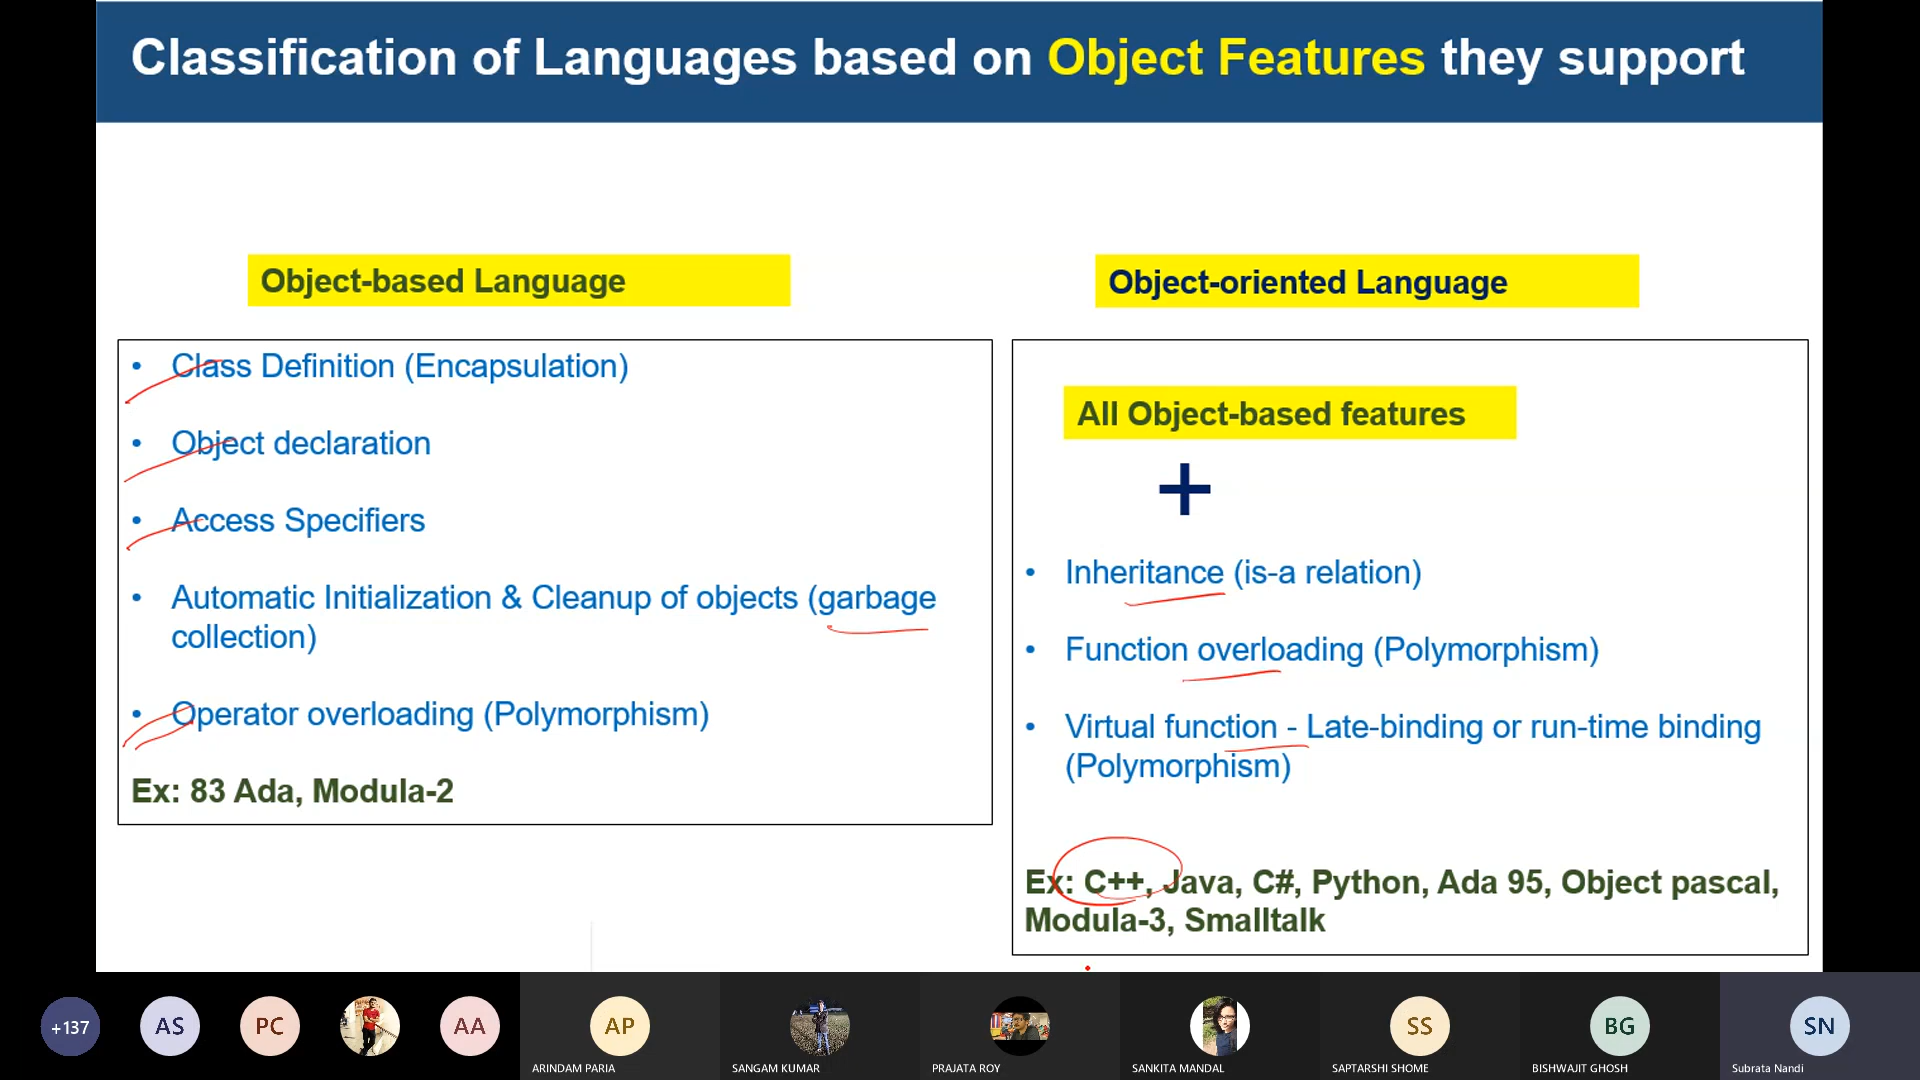 Classification of Languages based on Object Features they support
Object-based Language
• Class Definition (Encapsulation)
• Object declaration
• Access Specifiers
• Automatic Initialization & Cleanup of objects (garbage
collection)
• Operator overloading (Polymorphism)
Ex: 83 Ada, Modula-2
Object-oriented Language
All Object-based features
+
• Inheritance (is-a relation)
• Function overloading (Polymorphism)
• Virtual function - Late-binding or run-time binding
(Polymorphism)
Ex: C++, Java, C#, Python, Ada 95, Object pascal,
Modula-3, Smalltalk
+137
AS
PC
AA
AP
SS
BG
SN
ARINDAM PARIA
SANGAM KUMAR
PRAJATA ROY
SANKITA MANDAL
SAPTARSHI SHOME
BISHWAJIT GHOSH
Subrata Nandi